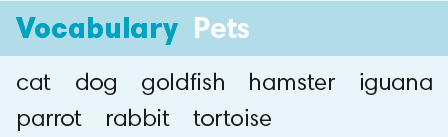 Vocabulary Pets
cat dog goldfish hamster iguana
parrot rabbit tortoise